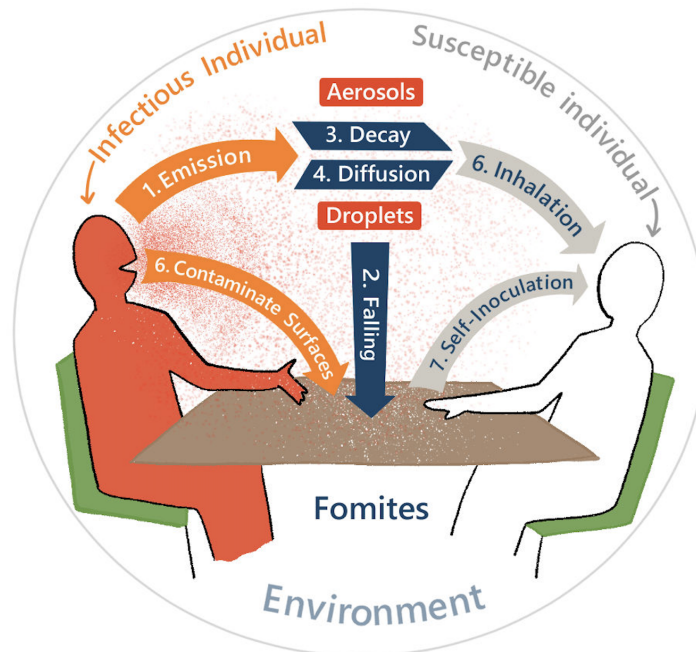 Infectious Individual
Susceptible individual
Aerosols
1. Emission
3. Decay
4. Diffusion
6. Inhalation
Droplets
6. Contaminate Surfaces
2. Falling
7. Self-Inoculation
Fomites
Environment